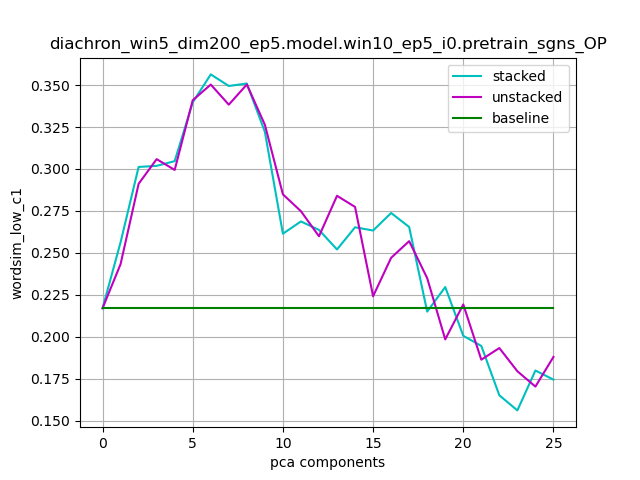 diachron_win5_dim200_ep5.model.win10_ep5_i0.pretrain_sgns_OP
stacked
unstacked
baseline
0.350
0.325
0.300
0.275
0.250
0.225
0.200
0.175
0.150
wordsim_low_c1
0 5 10 15 20 25
pca components